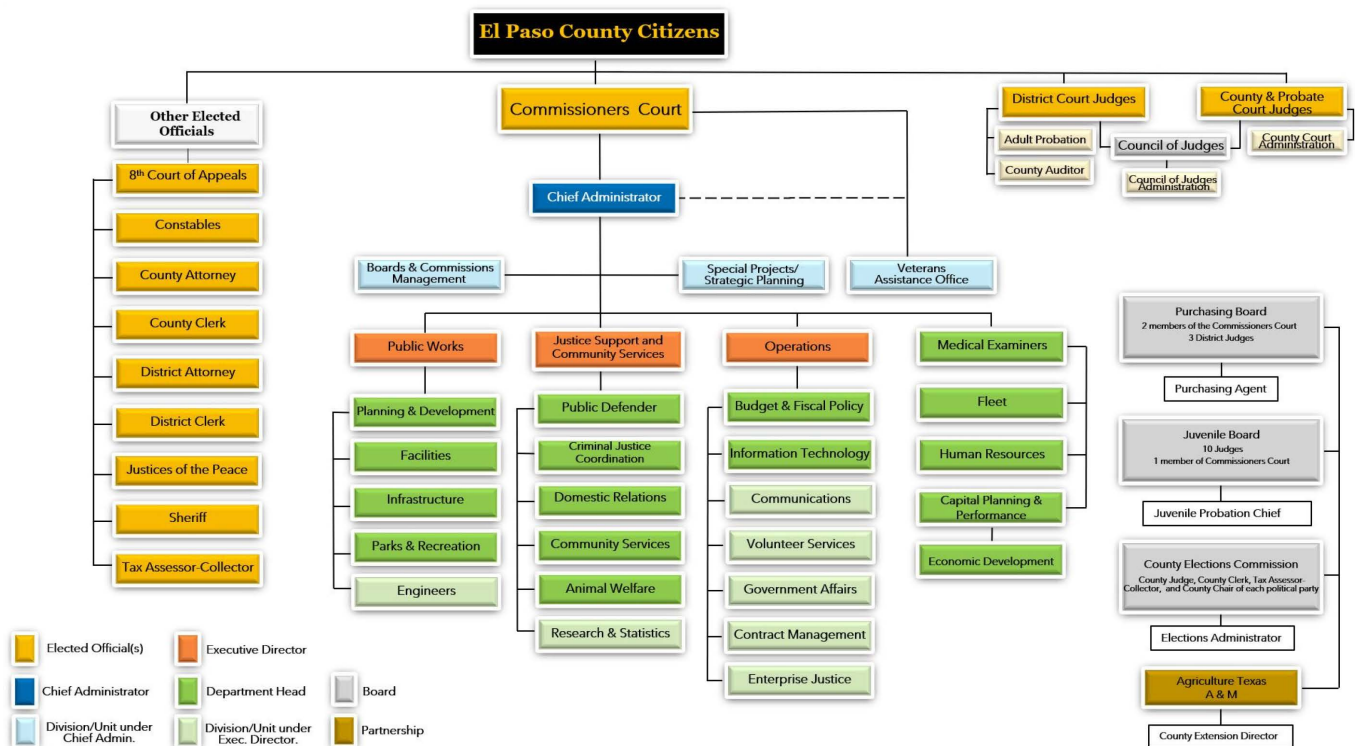 El Paso County Citizens
Other Elected
Officials
8th Court of Appeals
Constables
County Attorney
County Clerk
District Attorney
District Clerk
Justices of the Peace
Sheriff
Tax Assessor-Collector
Commissioners Court
Chief Administrator
Boards & Commissions
Management
Special Projects/
Strategic Planning
Veterans
Assistance Office
Public Works
Planning & Development
Facilities
Infrastructure
Parks & Recreation
Engineers
Justice Support and
Community Services
Public Defender
Criminal Justice
Coordination
Domestic Relations
Community Services
Animal Welfare
Research & Statistics
Operations
Budget & Fiscal Policy
Information Technology
Communications
Volunteer Services
Government Affairs
Contract Management
Enterprise Justice
Medical Examiners
Fleet
Human Resources
Capital Planning &
Performance
Economic Development
District Court Judges
Adult Probation
County Auditor
County & Probate
Court Judges
County Court
Administration
Council of Judges
Council of Judges
Administration
Purchasing Board
2 members of the Commissioners Court
3 District Judges
Purchasing Agent
Juvenile Board
10 Judges
1 member of Commissioners Court
Juvenile Probation Chief
County Elections Commission
County Judge, County Clerk, Tax Assessor-
Collector, and County Chair of each political party
Elections Administrator
Agriculture Texas
A & M
County Extension Director
Elected Official(s)
Executive Director
Chief Administrator
Department Head
Board
Division/Unit under
Chief Admin.
Division/Unit under
Exec. Director.
Partnership